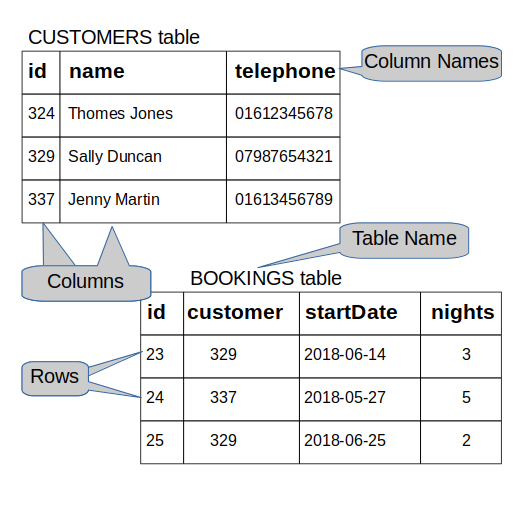 CUSTOMERS table
id name telephone
Column Names
324 Thomes Jones 01612345678
329 Sally Duncan 07987654321
337 Jenny Martin 01613456789
Table Name
Columns
BOOKINGS table
id customer startDate nights
23 329 2018-06-14 3
Rows
24 337 2018-05-27 5
25 329 2018-06-25 2